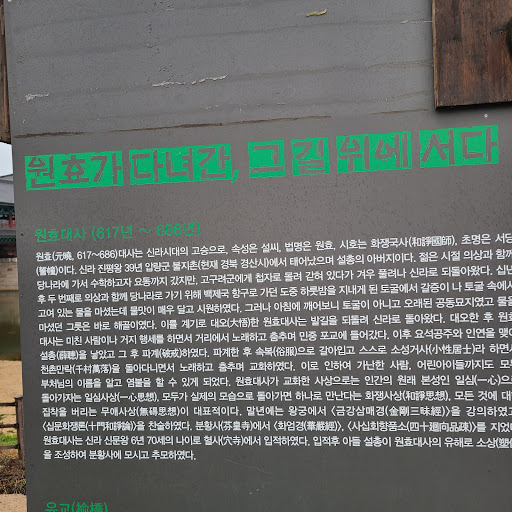 원효가 다녀간, 그 길 위에 서다
원효대사 (617년 ~ 686년)
원효(元曉, 617~686)대사는 신라시대의 고승으로, 속성은 설씨, 법명은 원효, 시호는 화쟁국사(和諍國師), 초명은 서당
(誓幢)이다. 신라 진평왕 39년 압량군 불지촌(현재 경북 경산시)에서 태어났으며 설총의 아버지이다. 젊은 시절 의상과 함께
당나라에 가서 수학하고자 요동까지 갔지만, 고구려군에게 첩자로 몰려 갇혀 있다가 겨우 풀려나 신라로 되돌아왔다. 십년
후 두 번째로 의상과 함께 당나라로 가기 위해 백제국 항구로 가던 도중 하룻밤을 지내게 된 토굴에서 갈증이 나 토굴 속에서
고여 있는 물을 마셨는데 물맛이 매우 달고 시원하였다. 그러나 아침에 깨어보니 토굴이 아니고 오래된 공동묘지였고 물을
마셨던 그릇은 바로 해골이었다. 이를 계기로 대오(大悟)한 원효대사는 발길을 되돌려 신라로 돌아왔다. 대오한 후 원효
대사는 미친 사람이나 거지 행세를 하면서 거리에서 노래하고 춤추며 민중 포교에 들어갔다. 이후 요석공주와 인연을 맺어
설총(薛聰)을 낳았고 그 후 파계(破戒)하였다. 파계한 후 속복(俗服)으로 갈아입고 스스로 소성거사(小性居士)라 하면서
천촌만락(千村萬落)을 돌아다니면서 노래하고 춤추며 교화하였다. 이로 인하여 가난한 사람, 어린아이들까지도 모두
부처님의 이름을 알고 염불을 할 수 있게 되었다. 원효대사가 교화한 사상으로는 인간의 원래 본성인 일심(一心)으로
돌아가자는 일심사상(一心思想), 모두가 실제의 모습으로 돌아가면 하나로 만난다는 화쟁사상(和諍思想), 모든 것에 대한
집착을 버리는 무애사상(無碍思想)이 대표적이다. 말년에는 왕궁에서 〈금강삼매경(金剛三昧經)〉을 강의하였고
〈십문화쟁론(十門和諍論)〉을 찬술하였다. 분황사(芬皇寺)에서 〈화엄경(華嚴經)〉, 〈사십회향품소(四十迴向品疏)〉를 지었다
원효대사는 신라 신문왕 6년 70세의 나이로 혈사(穴寺)에서 입적하였다. 입적후 아들 설총이 원효대사의 유해로 소상(塑像)
을 조성하여 분황사에 모시고 추모하였다.